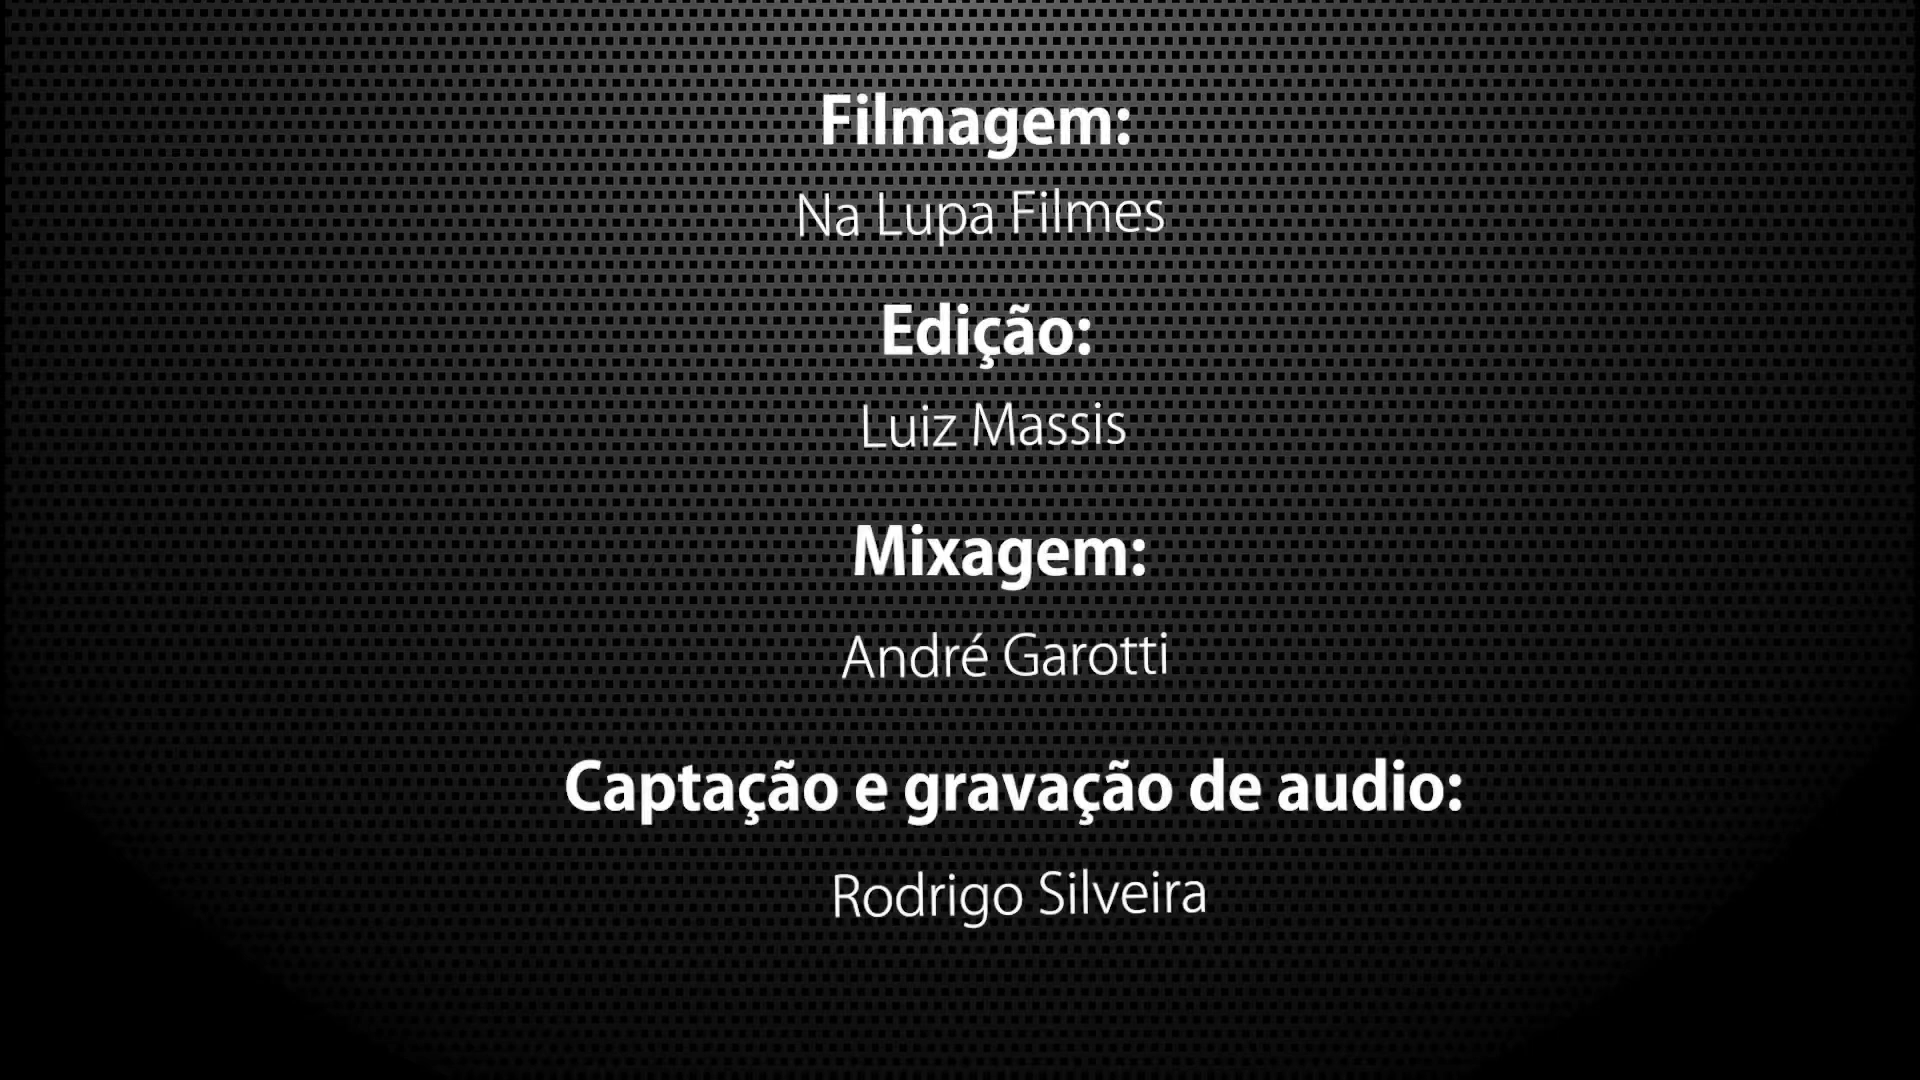 Filmagem:
Na Lupa Filmes
Edição:
Luiz Massis
Mixagem:
André Garotti
Captação e gravação de audio:
Rodrigo Silveira